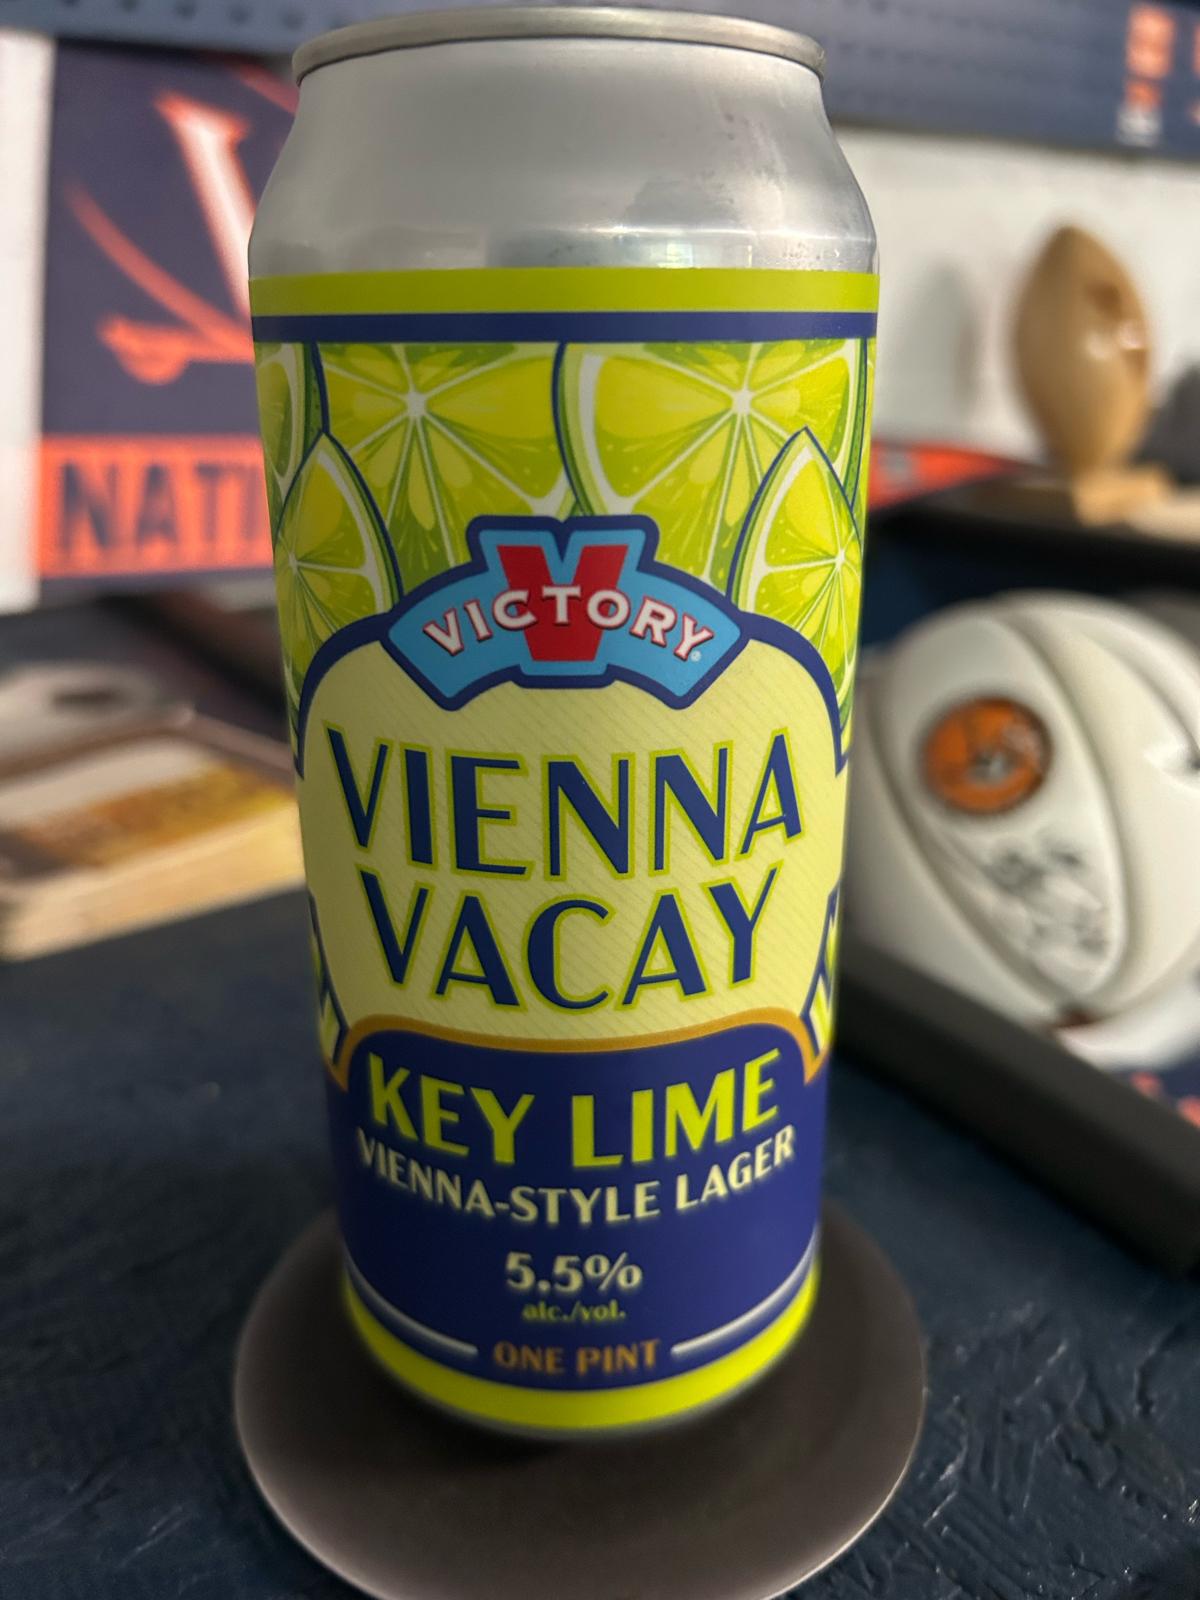 NATI
VICTORY
VIENNA
VACAY
KEY LIME
VIENNA-STYLE LAGER
5.5%
alc./vol.
ONE PINT